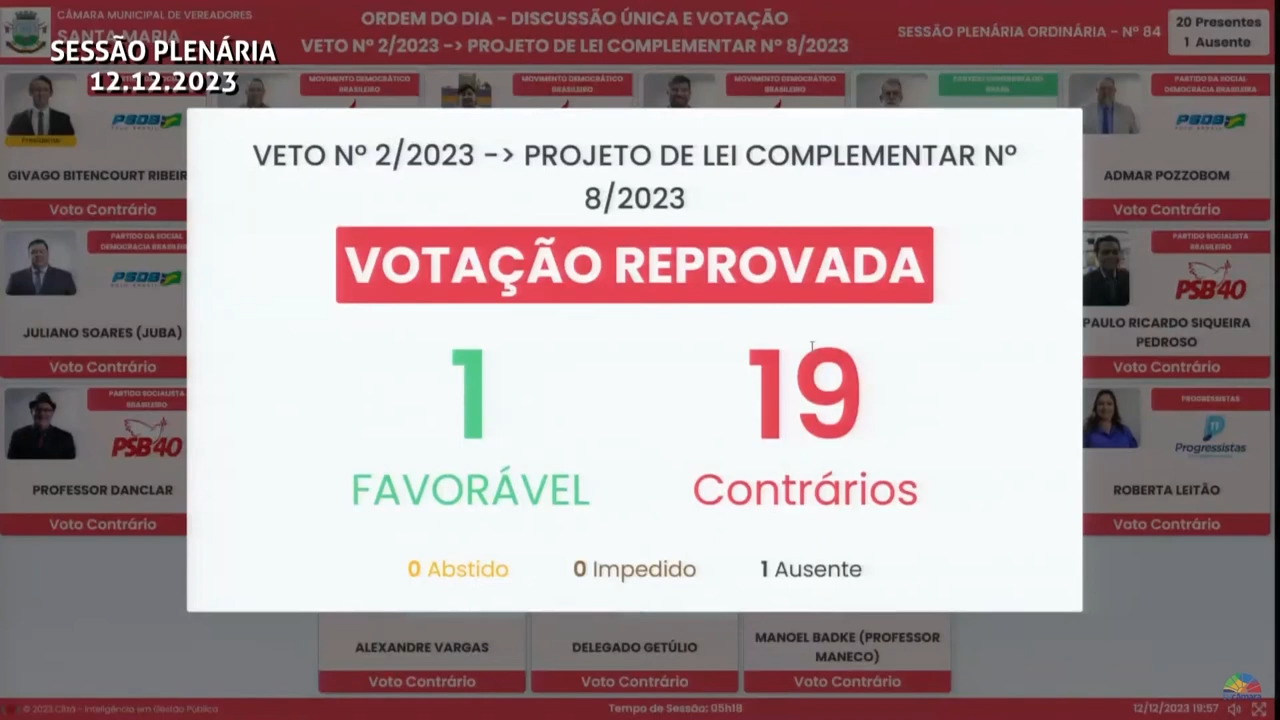 CÂMARA MUNICIPAL DE VEREADORES
SANTA MARIA
SESSÃO PLENÁRIA
12.12.2023
ORDEM DO DIA - DISCUSSÃO ÚNICA E VOTAÇÃO
VETO Nº 2/2023 -> PROJETO DE LEI COMPLEMENTAR Nº 8/2023
SESSÃO PLENÁRIA ORDINÁRIA - Nº 84
20 Presentes
1 Ausente
MOVIMENTO DEMOCRÁTICO
BRASILEIRO
MOVIMENTO DEMOCRÁTICO
BRASILEIRO
MOVIMENTO DEMOCRÁTICO
BRASILEIRO
PARTIDO DA SOCIAL
DEMOCRACIA BRASILEIRA
PSDB
PSDB
GIVAGO BITENCOURT RIBEIR
Voto Contrário
ADMAR POZZOBOM
Voto Contrário
VETO Nº 2/2023 -> PROJETO DE LEI COMPLEMENTAR Nº
8/2023
VOTAÇÃO REPROVADA
1
FAVORÁVEL
19
Contrários
0 Abstido
0 Impedido
1 Ausente
PARTIDO DA SOCIAL
DEMOCRACIA BRASILEIR
PSDB
JULIANO SOARES (JUBA)
Voto Contrário
PARTIDO SOCIALISTA
BRASILEIRO
PSB40
PAULO RICARDO SIQUEIRA
PEDROSO
Voto Contrário
PARTIDO SOCIALISTA
BRASILEIRO
PSB40
PROFESSOR DANCLAR
Voto Contrário
PROGRESSISTAS
11
Progressistas
ROBERTA LEITÃO
Voto Contrário
ALEXANDRE VARGAS
Voto Contrário
DELEGADO GETÚLIO
Voto Contrário
MANOEL BADKE (PROFESSOR
MANECO)
Voto Contrário
Tempo de Sessão: 05h18
12/12/2023 19:57